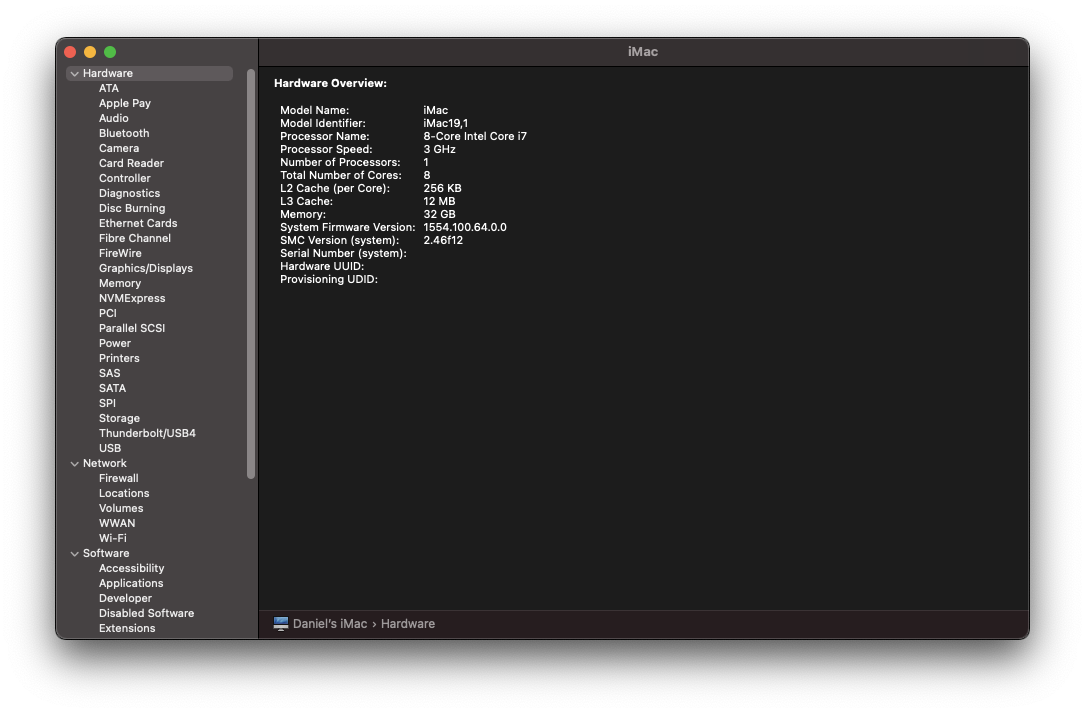 iMac
Hardware
ATA
Apple Pay
Audio
Bluetooth
Camera
Card Reader
Controller
Diagnostics
Disc Burning
Ethernet Cards
Fibre Channel
FireWire
Graphics/Displays
Memory
NVMExpress
PCI
Parallel SCSI
Power
Printers
SAS
SATA
SPI
Storage
Thunderbolt/USB4
USB
Network
Firewall
Locations
Volumes
WWAN
Wi-Fi
Software
Accessibility
Applications
Developer
Disabled Software
Extensions
Hardware Overview:
Model Name: iMac
Model Identifier: iMac19,1
Processor Name: 8-Core Intel Core i7
Processor Speed: 3 GHz
Number of Processors: 1
Total Number of Cores: 8
L2 Cache (per Core): 256 KB
L3 Cache: 12 MB
Memory: 32 GB
System Firmware Version: 1554.100.64.0.0
SMC Version (system): 2.46f12
Serial Number (system):
Hardware UUID:
Provisioning UDID:
Daniel's iMac › Hardware